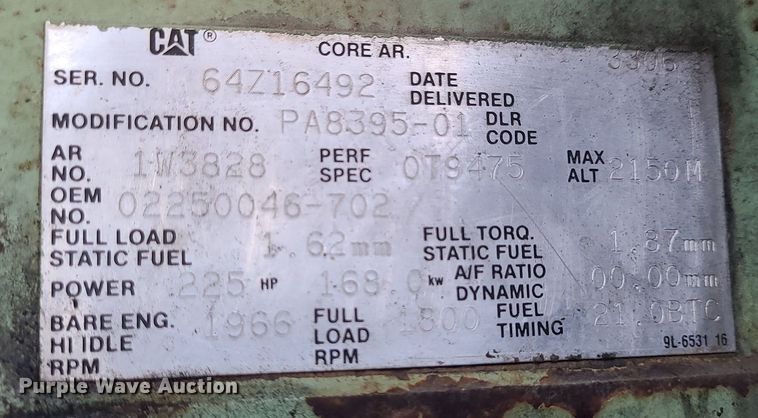 CAT ® CORE AR. 3306
SER. NO. 64Z16492 DATE DELIVERED
MODIFICATION NO. PA8395-01 DLR CODE
AR NO. 1W3828 PERF SPEC 0T9475 MAX ALT 2150M
OEM NO. 02250046-702
FULL LOAD STATIC FUEL 1.62mm FULL TORQ. STATIC FUEL 1.87mm
POWER 225 HP 168.0 kw A/F RATIO DYNAMIC 00.00mm
BARE ENG. HI IDLE RPM 1966 FULL LOAD RPM 1800 FUEL TIMING 21.0BTC
9L-6531 16
Purple Wave Auction